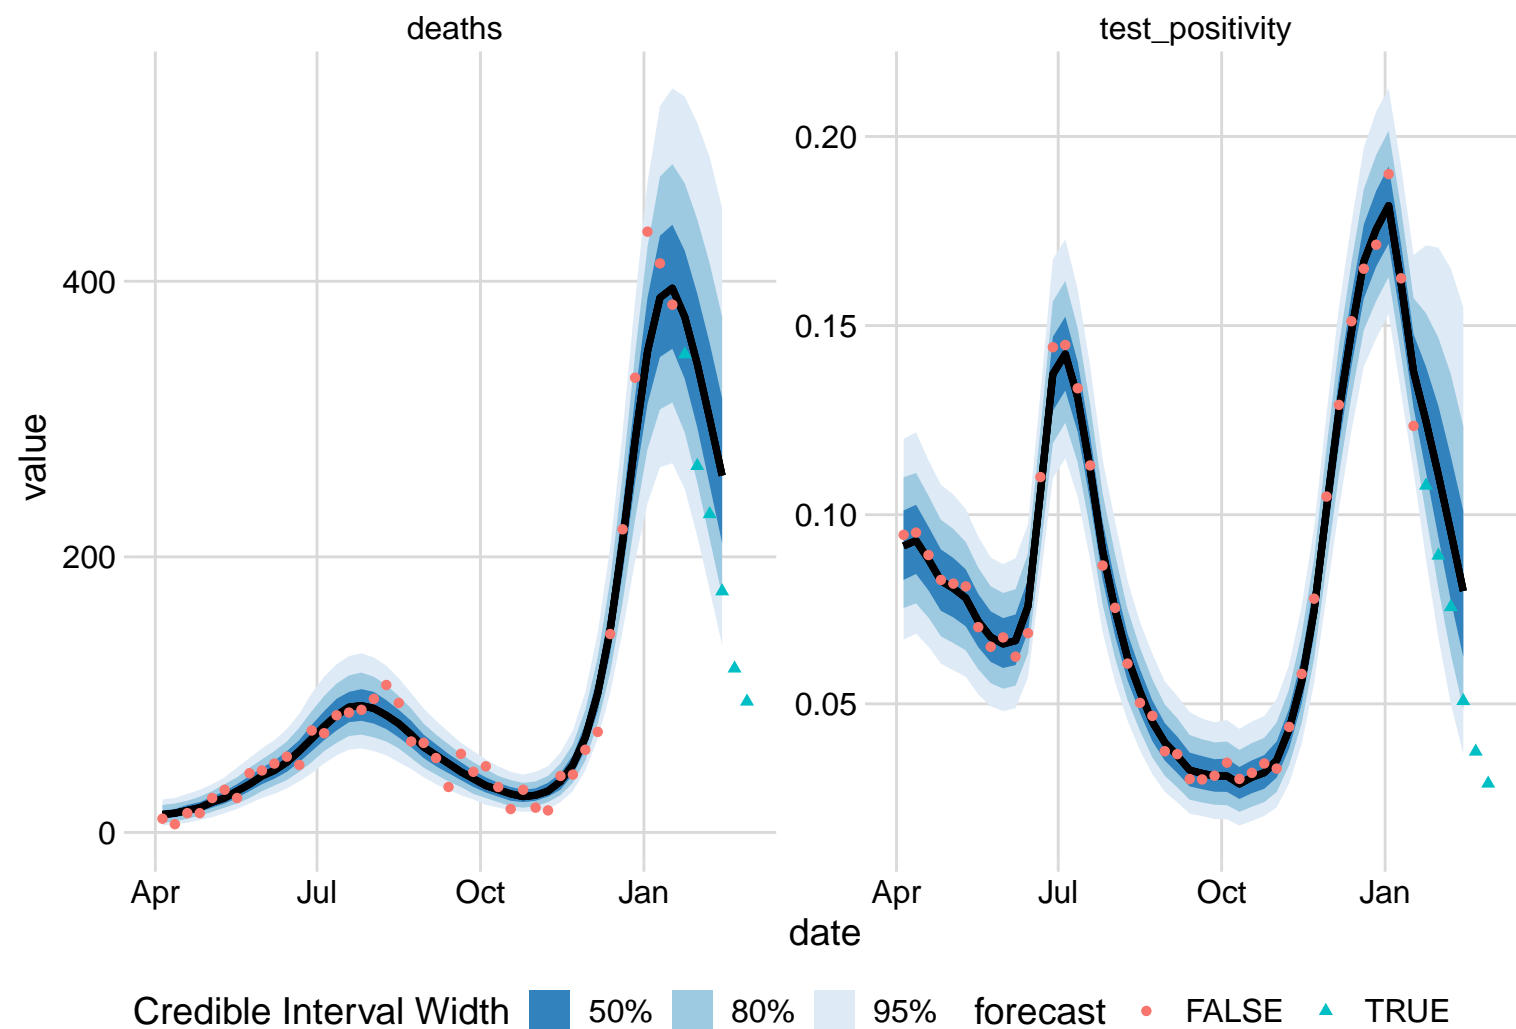 deaths
test_positivity
value
400
200
0
0.20
0.15
0.10
0.05
Apr Jul Oct Jan
Apr Jul Oct Jan
date
Credible Interval Width 50% 80% 95% forecast FALSE TRUE